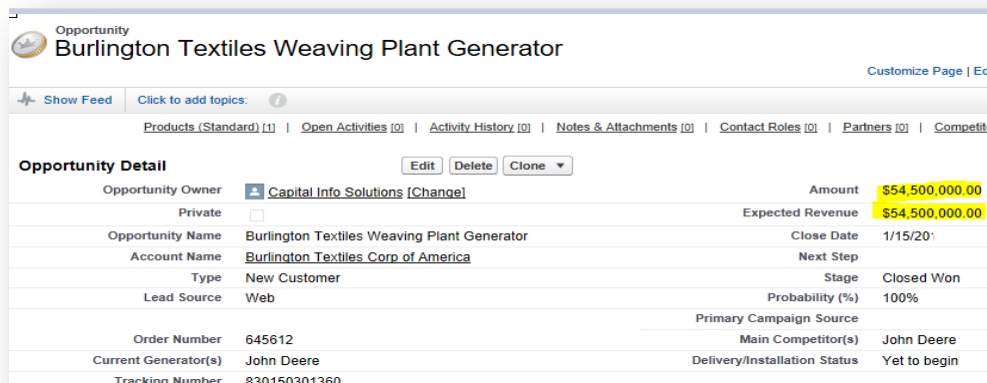 Opportunity
Burlington Textiles Weaving Plant Generator
Customize Page |
Show Feed Click to add topics:
Products (Standard) [1] | Open Activities [0] | Activity History [0] | Notes & Attachments [0] | Contact Roles [0] | Partners [0] |
Opportunity Detail Edit Delete Clone
Opportunity Owner Capital Info Solutions [Change] Amount $54,500,000.00
Private Expected Revenue $54,500,000.00
Opportunity Name Burlington Textiles Weaving Plant Generator Close Date
Account Name Burlington Textiles Corp of America Next Step
Type New Customer Stage Closed Won
Lead Source Web Probability (%) 100%
Primary Campaign Source
Order Number 645612 Main Competitor(s) John Deere
Current Generator(s) John Deere Delivery/Installation Status Yet to begin
Tracking Number 830150301360